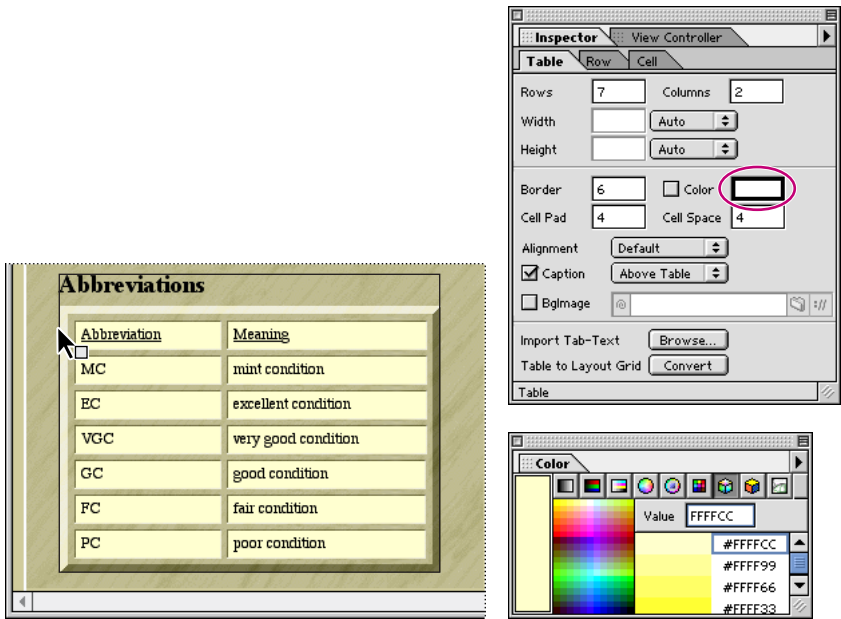 Inspector View Controller
Table Row Cell
Rows 7 Columns 2
Width Auto
Height Auto
Border 6 Color
Cell Pad 4 Cell Space 4
Alignment Default
Caption Above Table
BgImage
Import Tab-Text Browse...
Table to Layout Grid Convert
Table
Abbreviations
Abbreviation Meaning
MC mint condition
EC excellent condition
VGC very good condition
GC good condition
FC fair condition
PC poor condition
Color
Value FFFFCC
#FFFFCC
#FFFF99
#FFFF66
#FFFF33